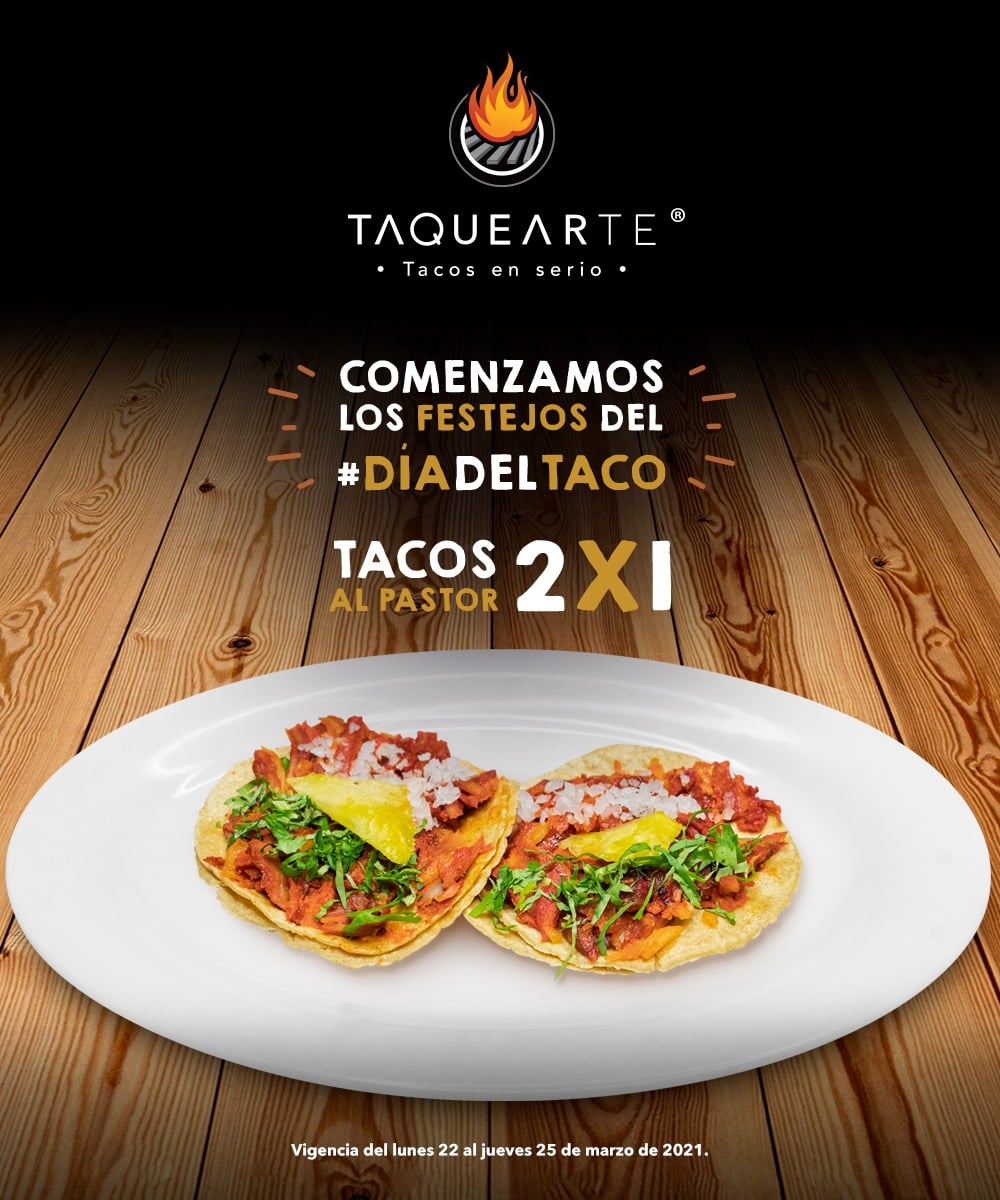 TAQUEARTE®
• Tacos en serio •
COMENZAMOS
LOS FESTEJOS DEL
#DÍADELTACO
TACOS
AL PASTOR
2X1
Vigencia del lunes 22 al jueves 25 de marzo de 2021.